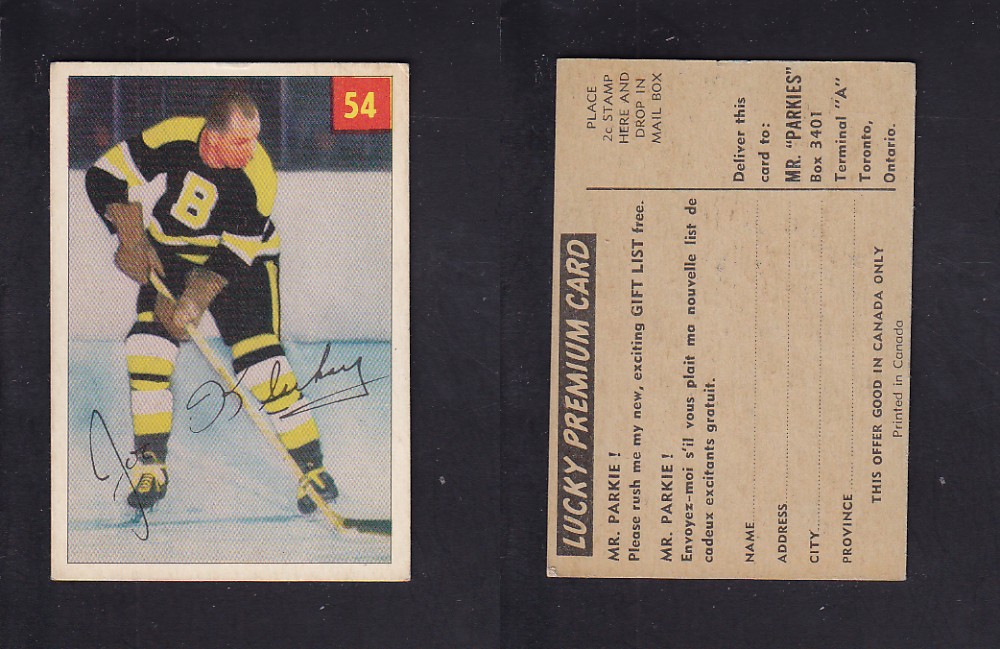 54
B
Joe Klukay
LUCKY PREMIUM CARD
MR. PARKIE !
Please rush me my new, exciting GIFT LIST free.
MR. PARKIE !
Envoyez-moi s'il vous plait ma nouvelle list de
cadeux excitants gratuit.
NAME
ADDRESS
CITY
PROVINCE
THIS OFFER GOOD IN CANADA ONLY
Printed in Canada
PLACE
2c STAMP
HERE AND
DROP IN
MAIL BOX
Deliver this
card to:
MR. "PARKIES"
Box 3401
Terminal "A"
Toronto,
Ontario.